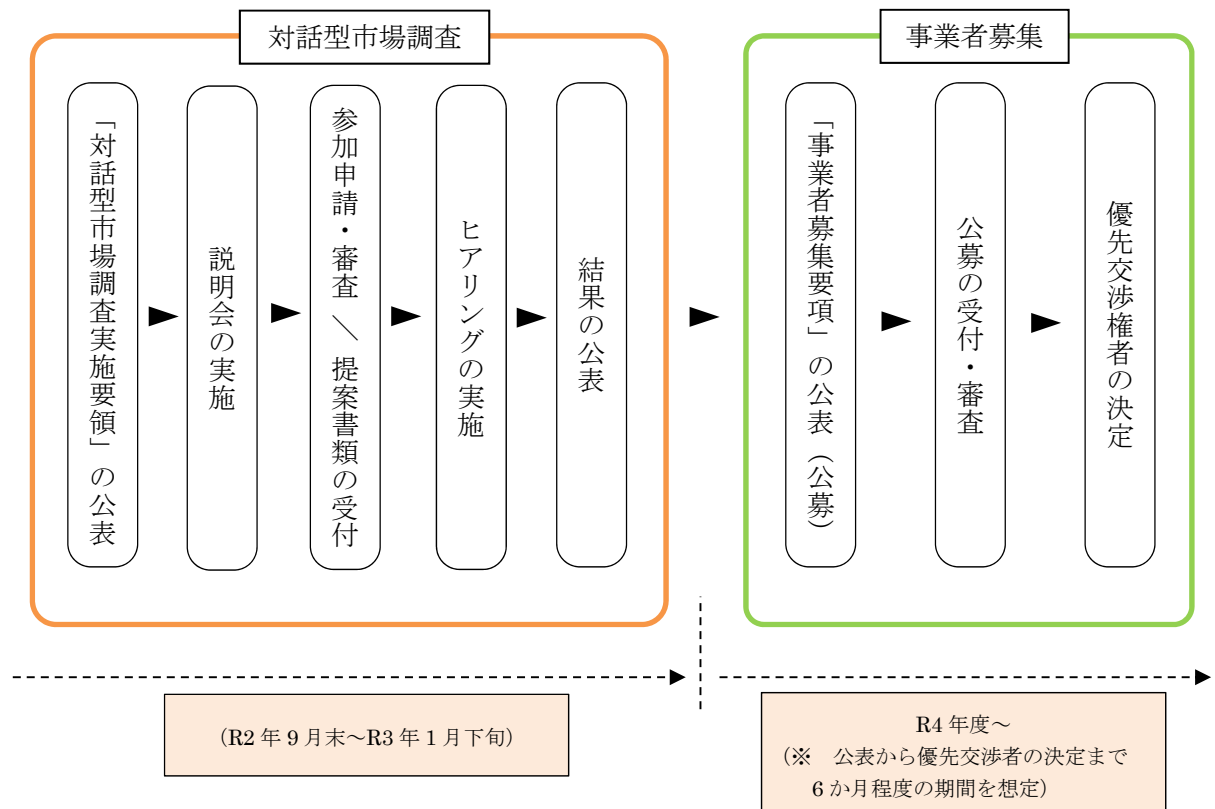 対話型市場調査
「対話型市場調査実施要領」の公表
説明会の実施
参加申請・審査 ＼ 提案書類の受付
ヒアリングの実施
結果の公表
事業者募集
「事業者募集要項」の公表（公募）
公募の受付・審査
優先交渉権者の決定
（R2 年 9 月末～R3 年 1 月下旬）
R4 年度～
（※　公表から優先交渉者の決定まで
6 か月程度の期間を想定）